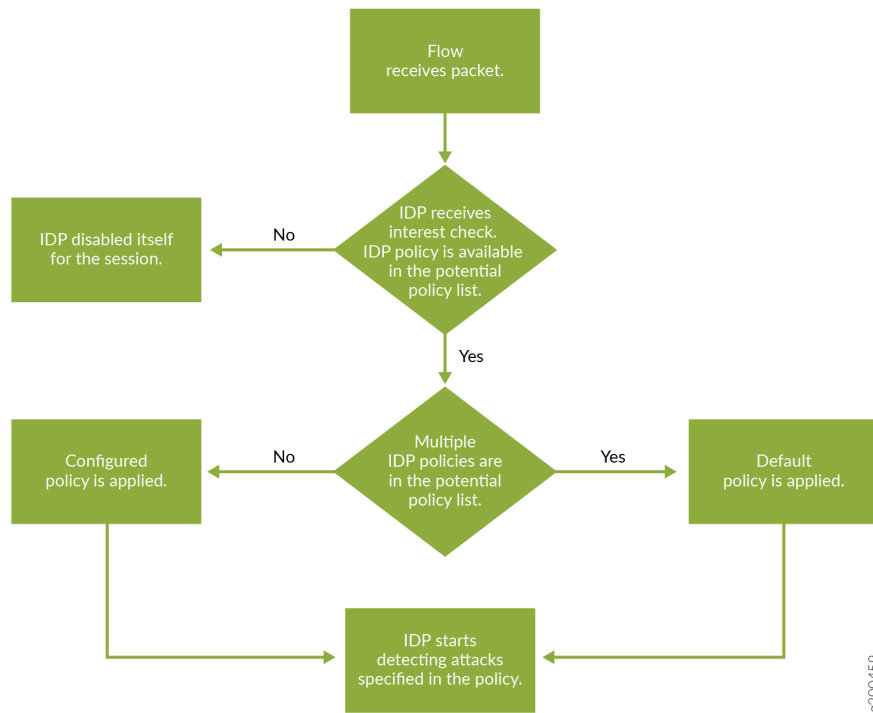 Flow
receives packet.
IDP receives
interest check.
IDP policy is available
in the potential
policy list.
No
IDP disabled itself
for the session.
Yes
Multiple
IDP policies are
in the potential
policy list.
No
Configured
policy is applied.
Yes
Default
policy is applied.
IDP starts
detecting attacks
specified in the policy.